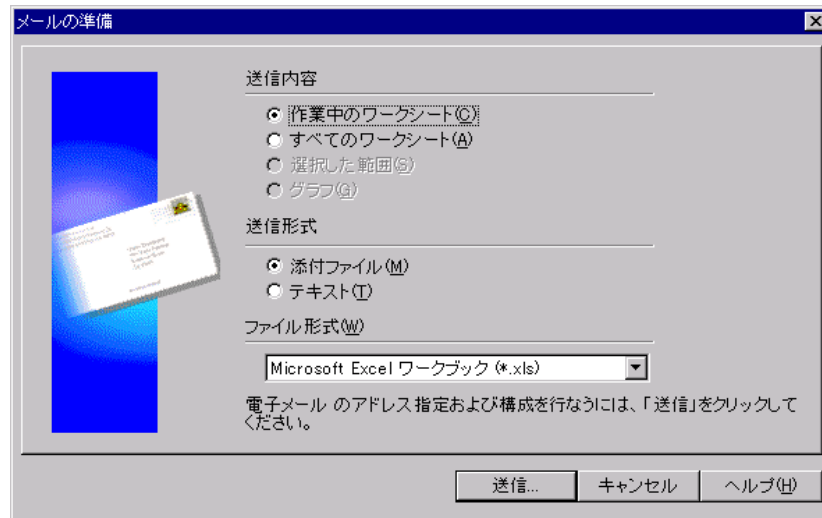 メールの準備
送信内容
作業中のワークシート(C)
すべてのワークシート(A)
選択した範囲(S)
グラフ(G)
送信形式
添付ファイル(M)
テキスト(T)
ファイル形式(W)
Microsoft Excel ワークブック (*.xls)
電子メール のアドレス指定および構成を行なうには、「送信」をクリックして
ください。
送信...
キャンセル
ヘルプ(H)